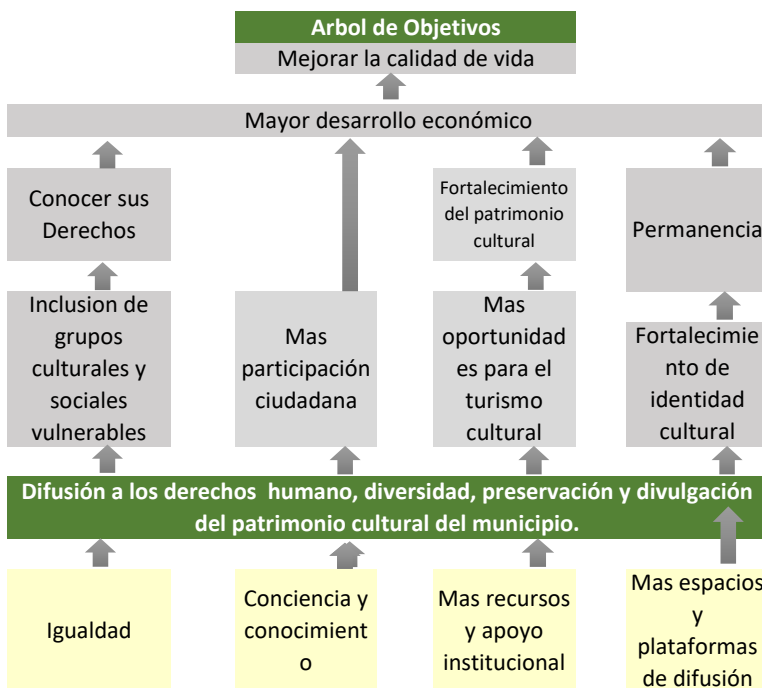 Arbol de Objetivos
Mejorar la calidad de vida
Mayor desarrollo económico
Conocer sus
Derechos
Fortalecimiento
del patrimonio
cultural
Permanencia
Inclusion de
grupos
culturales y
sociales
vulnerables
Mas
participación
ciudadana
Mas
oportunidad
es para el
turismo
cultural
Fortalecimie
nto de
identidad
cultural
Difusión a los derechos  humano, diversidad, preservación y divulgación
del patrimonio cultural del municipio.
Igualdad
Conciencia y
conocimient
o
Mas recursos
y apoyo
institucional
Mas espacios
y
plataformas
de difusión